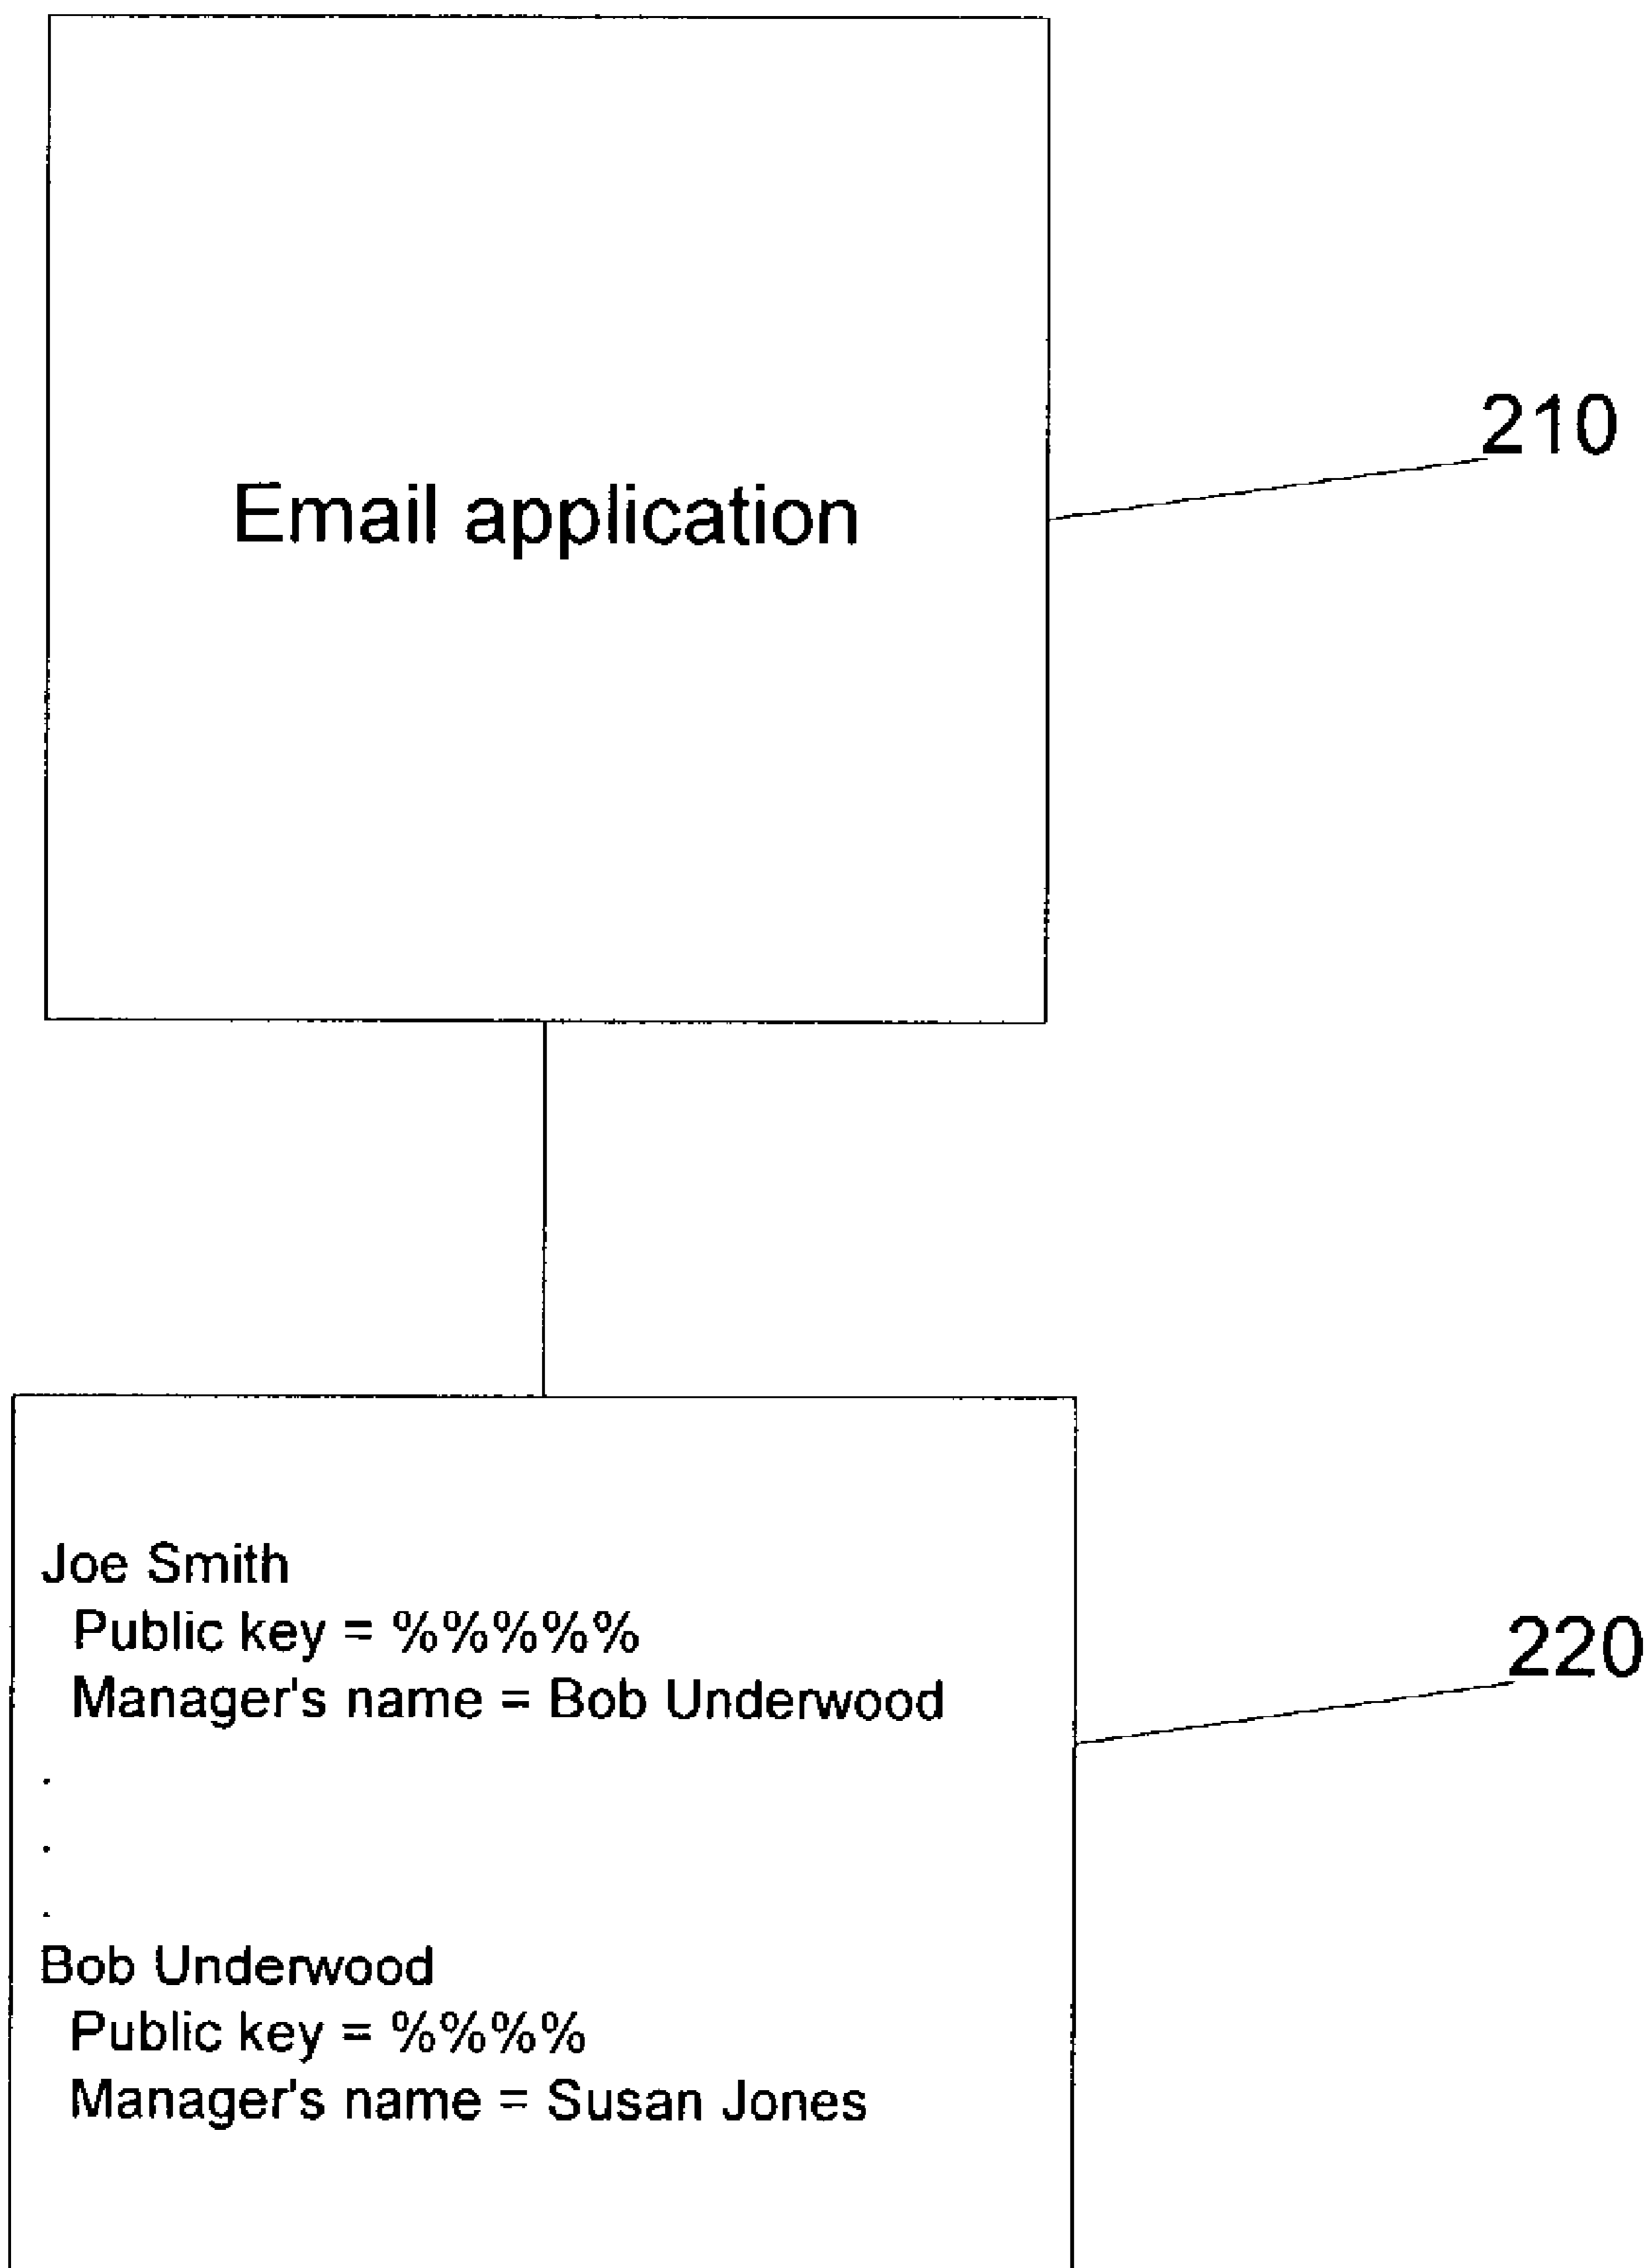 210
Email application
Joe Smith
Public key = %%%%%
220
Manager's name = Bob Underwood
.
.
.
Bob Underwood
Public key = %%%%
Manager's name = Susan Jones